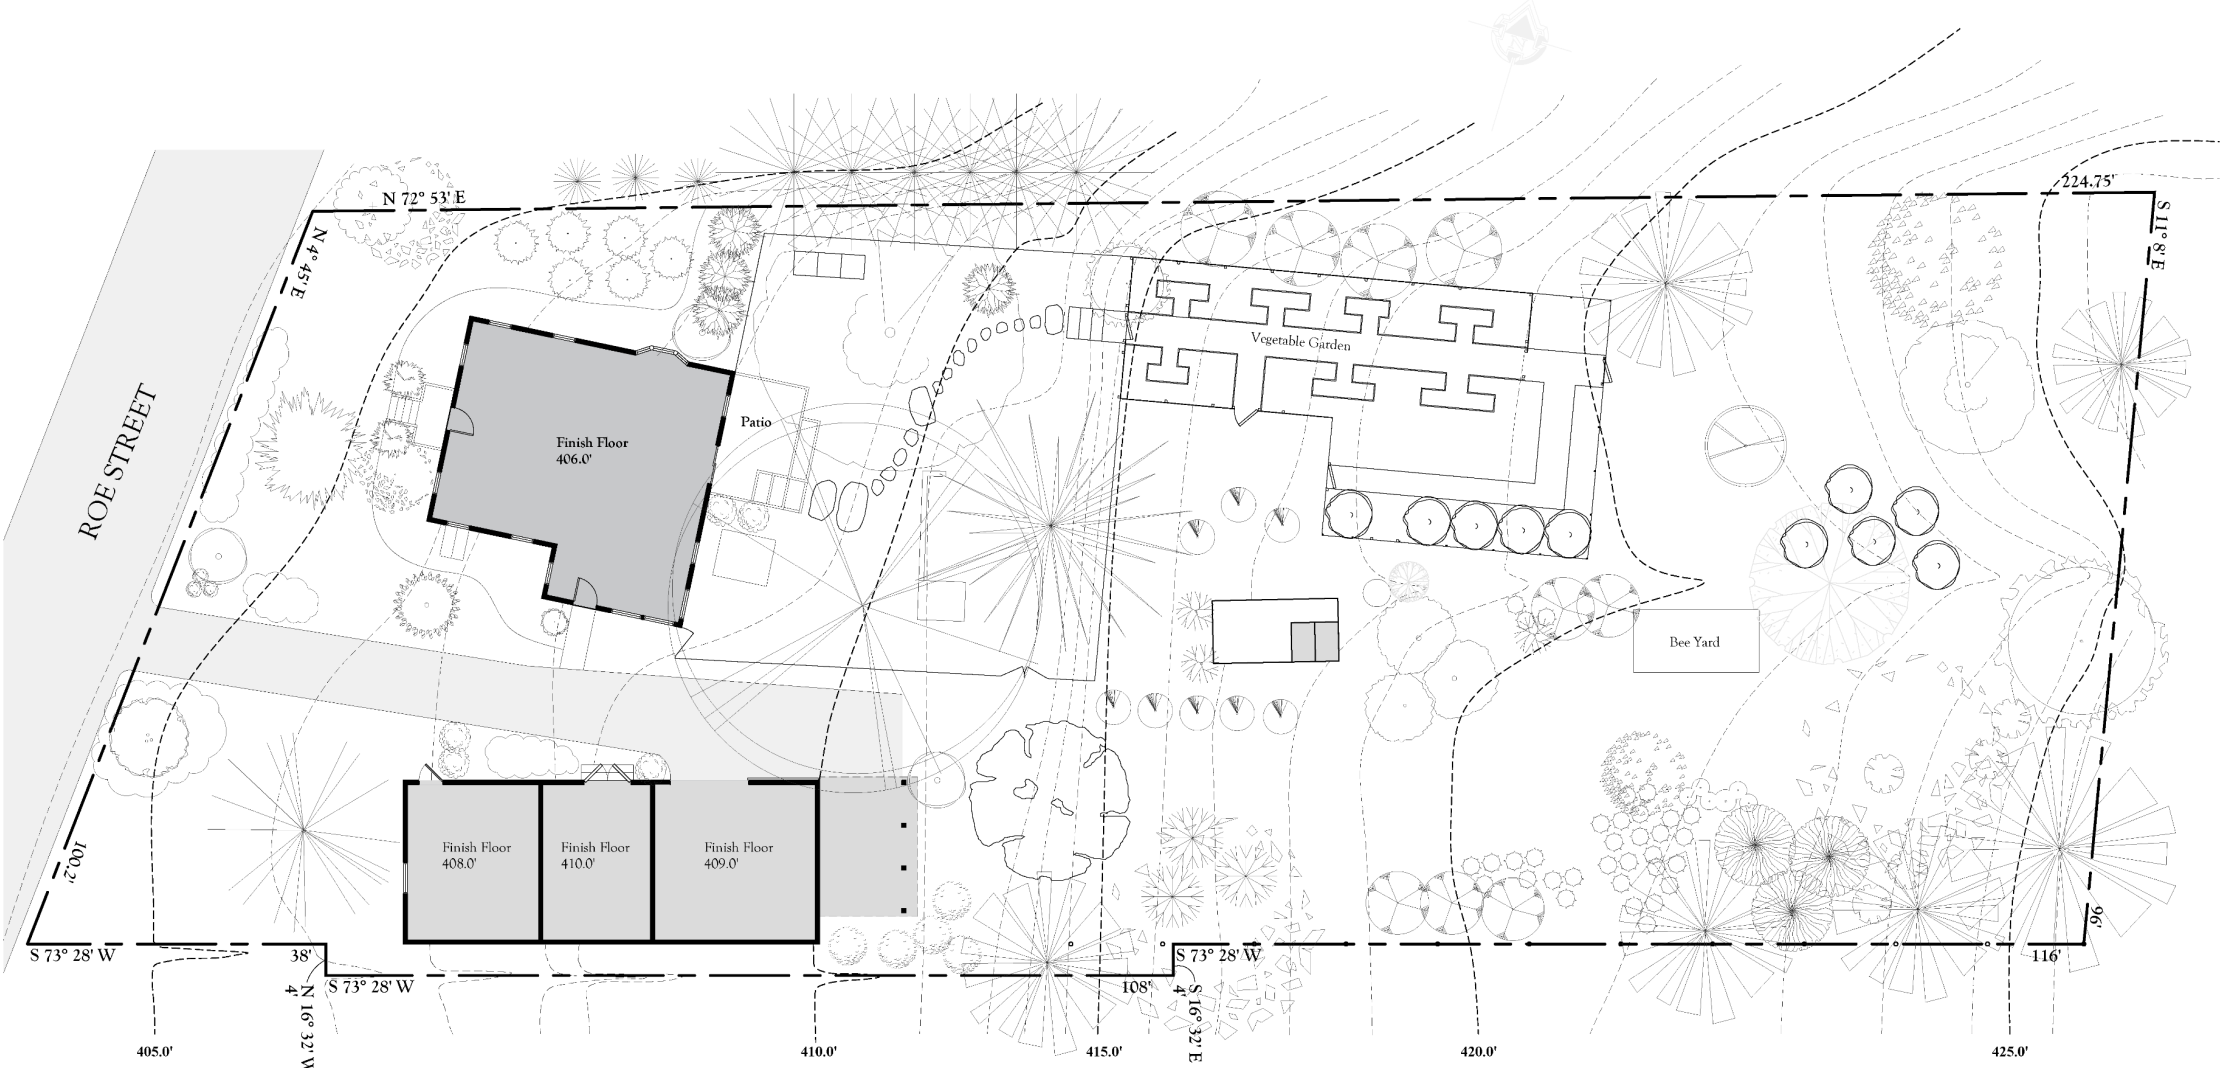 N 72° 53' E
224.75'
N 4° 45' E
S 11° 8' E
ROE STREET
Vegetable Garden
Patio
Finish Floor
406.0'
Bee Yard
Finish Floor
408.0'
Finish Floor
410.0'
Finish Floor
409.0'
100.2'
96'
S 73° 28' W
38'
S 73° 28' W
116'
S 73° 28' W
108'
4'
N 16° 32' W
4'
S 16° 32' E
405.0'
410.0'
415.0'
420.0'
425.0'